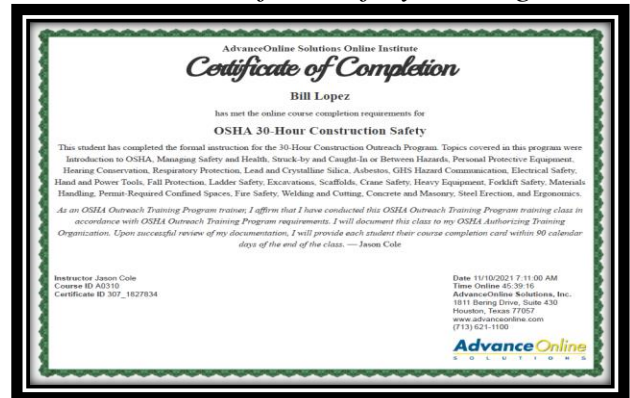 AdvanceOnline Solutions Online Institute
Certificate of Completion
Bill Lopez
has met the online course completion requirements for
OSHA 30-Hour Construction Safety
This student has completed the formal instruction for the 30-Hour Construction Outreach Program. Topics covered in this program were
Introduction to OSHA, Managing Safety and Health, Struck-by and Caught-In or Between Hazards, Personal Protective Equipment,
Hearing Conservation, Respiratory Protection, Lead and Crystalline Silica, Asbestos, GHS Hazard Communication, Electrical Safety,
Hand and Power Tools, Fall Protection, Ladder Safety, Excavations, Scaffolds, Crane Safety, Heavy Equipment, Forklift Safety, Materials
Handling, Permit-Required Confined Spaces, Fire Safety, Welding and Cutting, Concrete and Masonry, Steel Erection, and Ergonomics.
As an OSHA Outreach Training Program trainer, I affirm that I have conducted this OSHA Outreach Training Program training class in
accordance with OSHA Outreach Training Program requirements. I will document this class to my OSHA Authorizing Training
Organization. Upon successful review of my documentation, I will provide each student their course completion card within 90 calendar
days of the end of the class. — Jason Cole
Instructor Jason Cole
Course ID A0310
Certificate ID 307_1827834
Date 11/10/2021 7:11:00 AM
Time Online 45:39:16
AdvanceOnline Solutions, Inc.
1811 Bering Drive, Suite 430
Houston, Texas 77057
www.advanceonline.com
(713) 621-1100
AdvanceOnline
SOLUTIONS